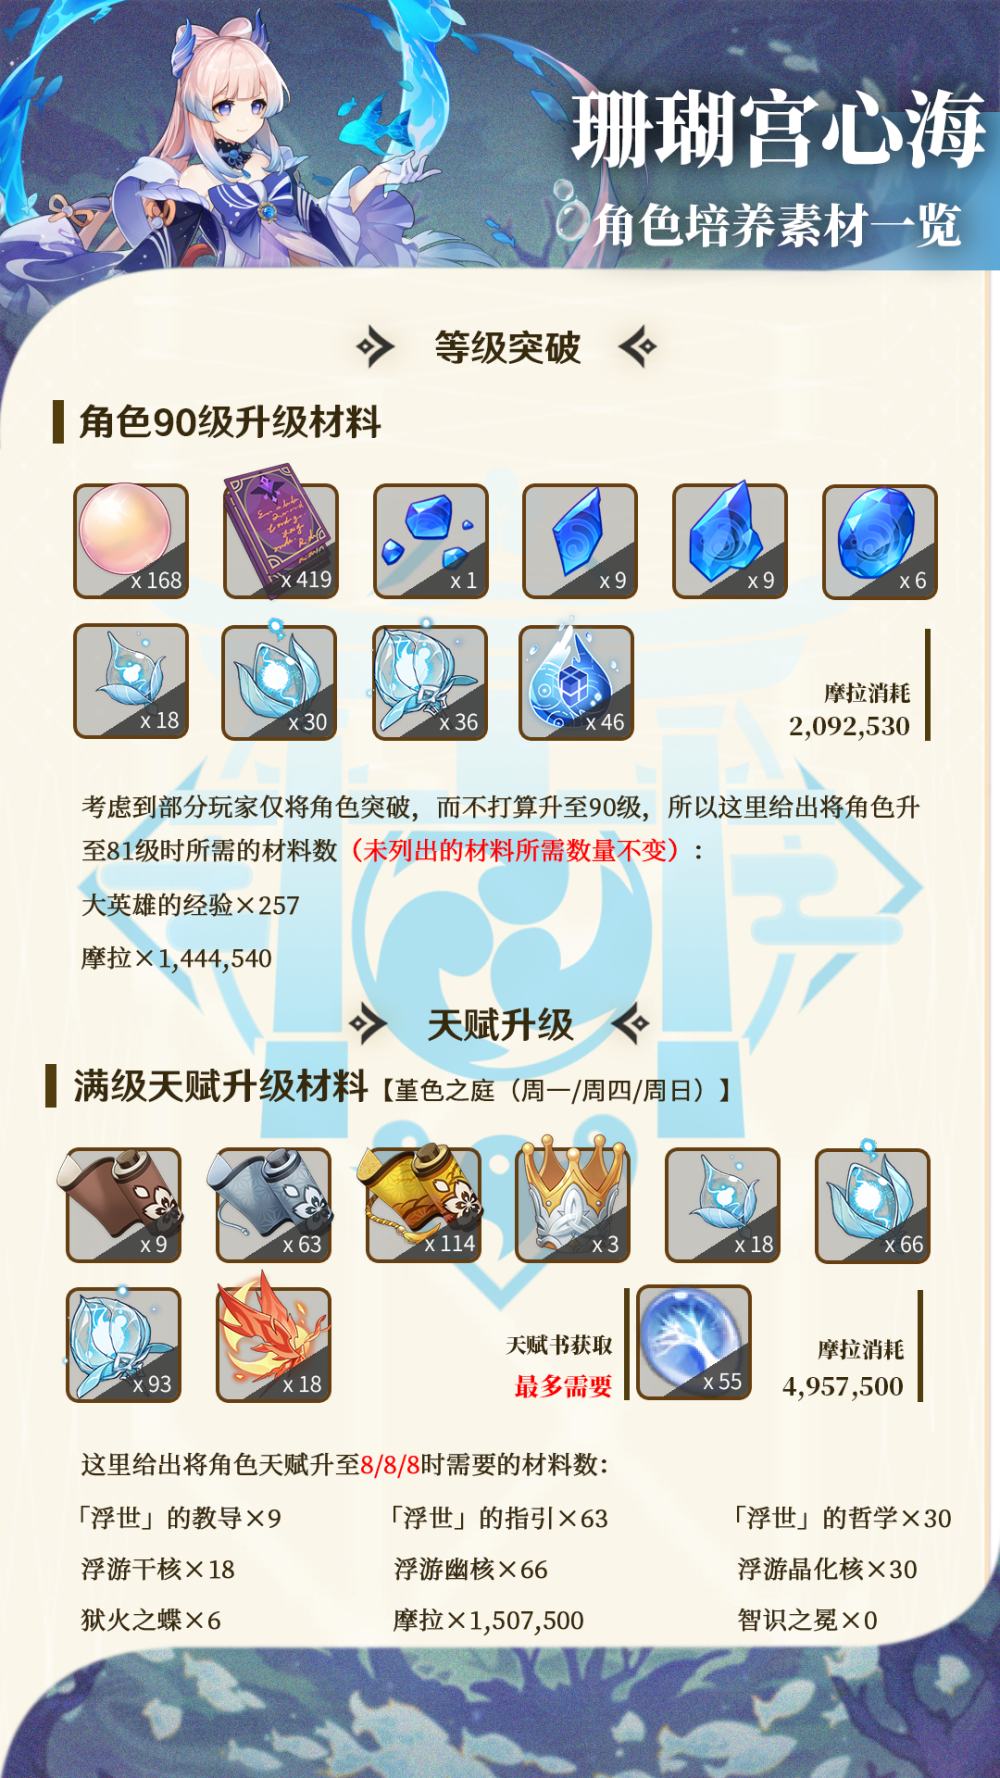 珊瑚宫心海
角色培养素材一览
等级突破
角色90级升级材料
x 168
x 419
x 1
x 9
x 9
x 6
x 18
x 30
x 36
x 46
摩拉消耗
2,092,530
考虑到部分玩家仅将角色突破，而不打算升至90级，所以这里给出将角色升
至81级时所需的材料数（未列出的材料所需数量不变）：
大英雄的经验×257
摩拉×1,444,540
天赋升级
满级天赋升级材料【堇色之庭（周一/周四/周日）】
x 9
x 63
x 114
x 3
x 18
x 66
x 93
x 18
天赋书获取
最多需要
x 55
摩拉消耗
4,957,500
这里给出将角色天赋升至8/8/8时需要的材料数：
「浮世」的教导×9 「浮世」的指引×63 「浮世」的哲学×30
浮游干核×18 浮游幽核×66 浮游晶化核×30
狱火之蝶×6 摩拉×1,507,500 智识之冕×0